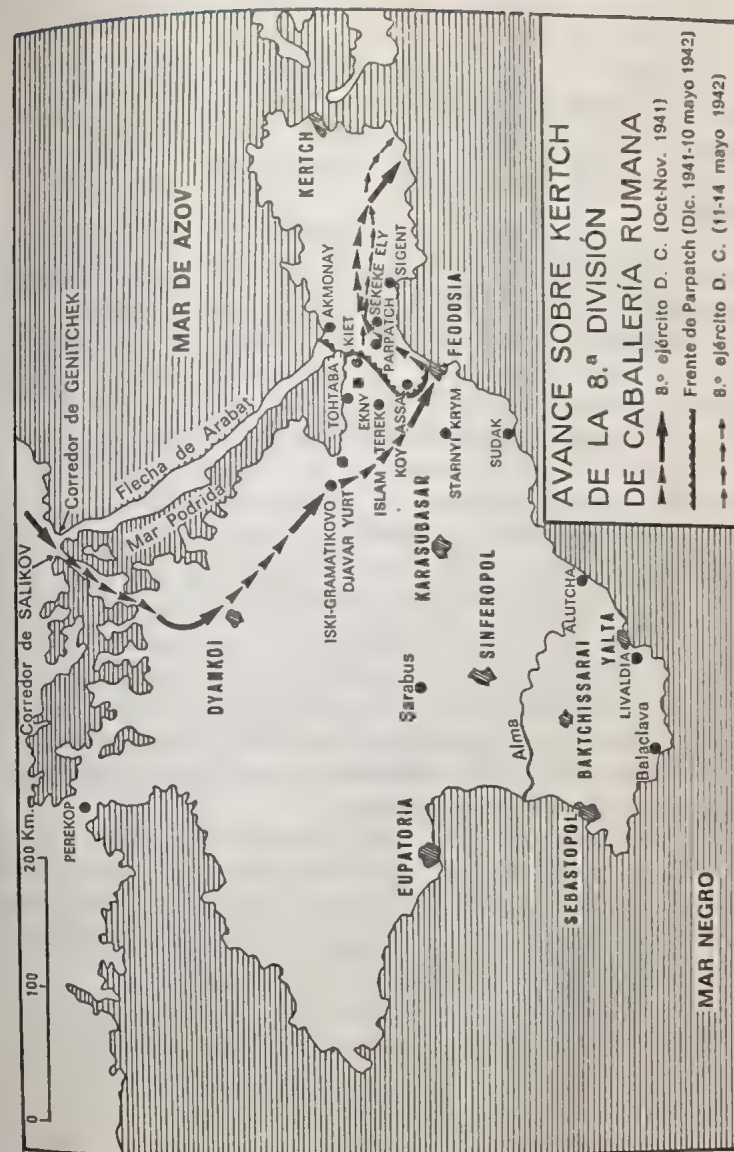 0
100
200 Km.
PEREKOP
Corredor de SALIKOV
Corredor de GENITCHEK
MAR DE AZOV
Flecha de Arabat
Mar Podrida
DYANKOI
ISKI-GRAMATIKOVO
DJAVAR YURT
TOHTABA
EKNY
KIET
AKMONAY
ISLAM TEREK
KOY ASSA
PARPATCH
SEKEKE ELY
SIGENT
KERTCH
FEODOSIA
STARNYI KRYM
SUDAK
KARASUBASAR
SINFEROPOL
Sarabus
EUPATORIA
Alma
ALUTCHA
BAKTCHISSARAI
YALTA
LIVALDIA
Balaclava
SEBASTOPOL
MAR NEGRO
AVANCE SOBRE KERTCH
DE LA 8.ª DIVISIÓN
DE CABALLERÍA RUMANA
8.º ejército D. C. (Oct-Nov. 1941)
Frente de Parpatch (Dic. 1941-10 mayo 1942)
8.º ejército D. C. (11-14 mayo 1942)